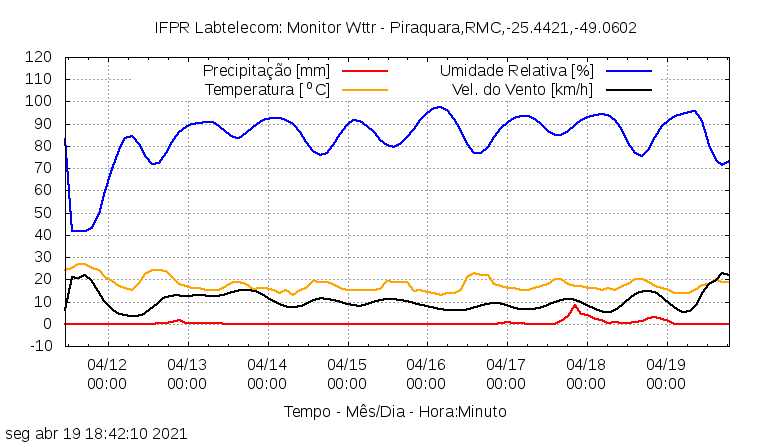 IFPR Labtelecom: Monitor Wttr - Piraquara,RMC,-25.4421,-49.0602
120
110
100
90
80
70
60
50
40
30
20
10
0
-10
Precipitação [mm]
Temperatura [⁰C]
Umidade Relativa [%]
Vel. do Vento [km/h]
04/12 04/13 04/14 04/15 04/16 04/17 04/18 04/19
00:00 00:00 00:00 00:00 00:00 00:00 00:00 00:00
Tempo - Mês/Dia - Hora:Minuto
seg abr 19 18:42:10 2021